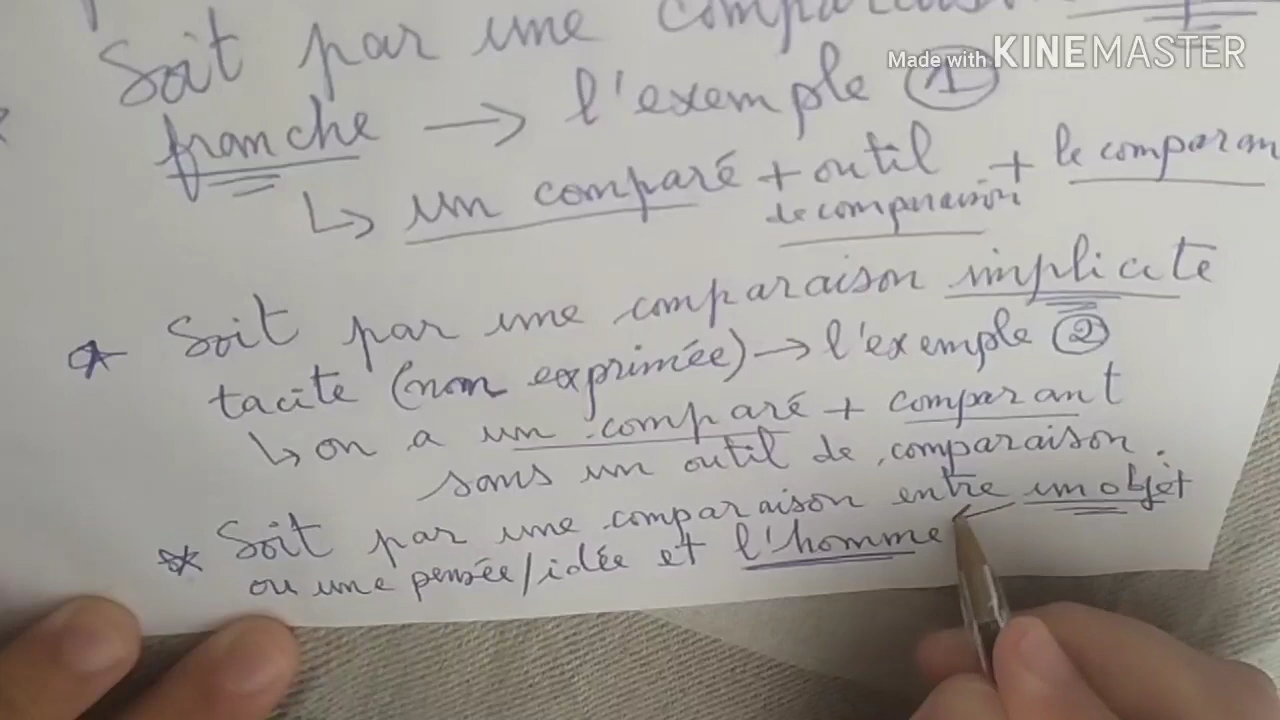 Soit par une comparaison
Made with KINEMASTER
franche → l'exemple ①
↳ un comparé + outil + le comparan
de comparaison
* Soit par une comparaison implicite
tacite (non exprimée) → l'exemple ②
↳ on a un comparé + comparant
sans un outil de comparaison.
* Soit par une comparaison entre un objet
ou une pensée/idée et l'homme